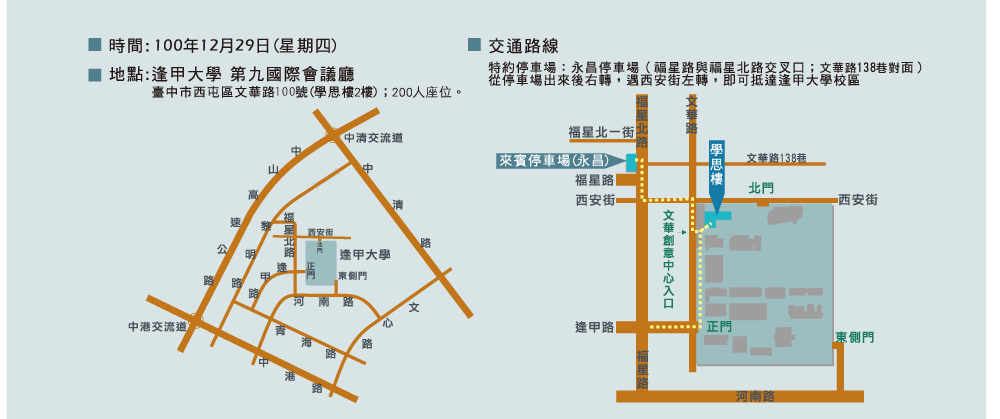 時間:100年12月29日(星期四)
地點:逢甲大學 第九國際會議廳
臺中市西屯區文華路100號(學思樓2樓)；200人座位。
中清交流道
中山高速公路
中清路
黎明路
福星北路
西安街
北門
逢甲大學
正門
東側門
逢甲路
河南路
文心路
中港交流道
青海路
中港路
交通路線
特約停車場：永昌停車場（福星路與福星北路交叉口；文華路138巷對面）
從停車場出來後右轉，遇西安街左轉，即可抵達逢甲大學校區
福星北路
文華路
福星北一街
來賓停車場(永昌)
學思樓
文華路138巷
福星路
北門
西安街
西安街
文華創意中心入口
逢甲路
正門
東側門
福星路
河南路